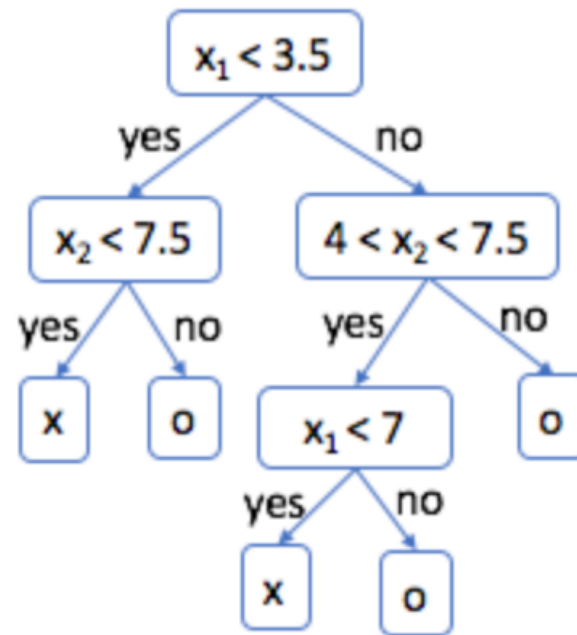 x₁ < 3.5
yes no
x₂ < 7.5 4 < x₂ < 7.5
yes no yes no
x o x₁ < 7 o
yes no
x o